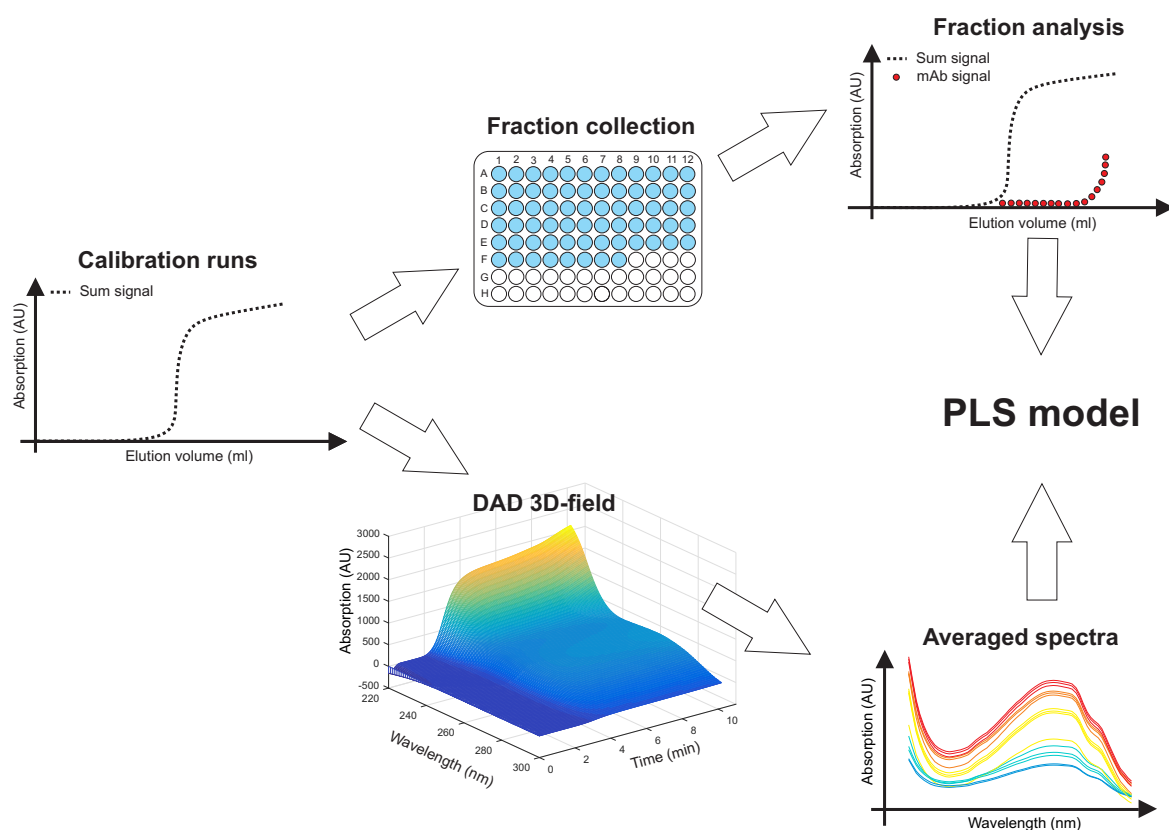 Calibration runs
Sum signal
Absorption (AU)
Elution volume (ml)
Fraction collection
1 2 3 4 5 6 7 8 9 10 11 12
A
B
C
D
E
F
G
H
Fraction analysis
Sum signal
mAb signal
Absorption (AU)
Elution volume (ml)
PLS model
DAD 3D-field
Absorption (AU)
3000
2500
2000
1500
1000
500
0
-500
220
240
260
280
300
Wavelength (nm)
0
2
4
6
8
10
Time (min)
Averaged spectra
Absorption (AU)
Wavelength (nm)